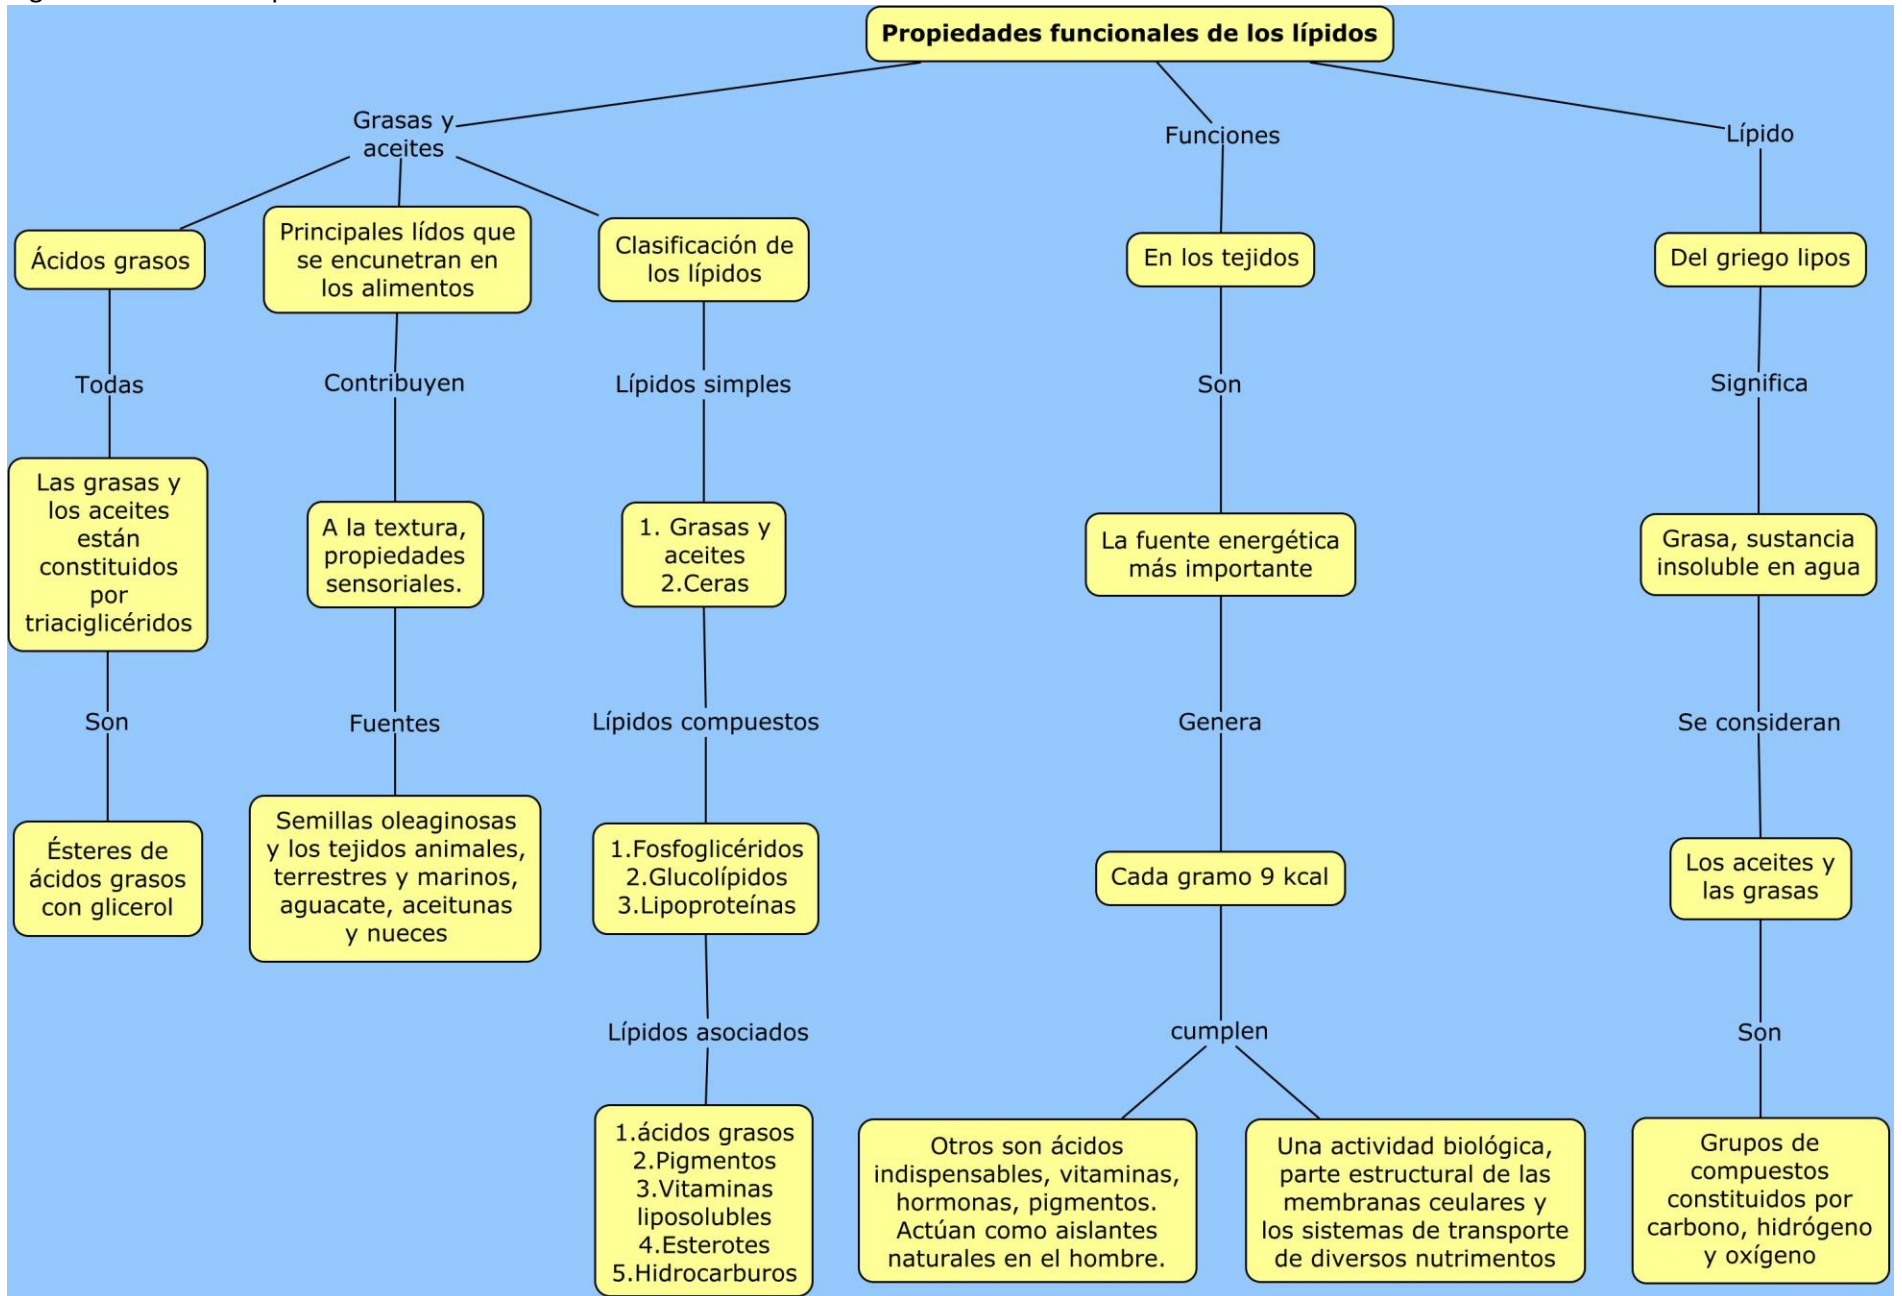 Propiedades funcionales de los lípidos
Grasas y
aceites
Funciones
Lípido
Ácidos grasos
Principales lídos que
se encunetran en
los alimentos
Clasificación de
los lípidos
En los tejidos
Del griego lipos
Todas
Contribuyen
Lípidos simples
Son
Significa
Las grasas y
los aceites
están
constituidos
por
triaciglicéridos
A la textura,
propiedades
sensoriales.
1. Grasas y
aceites
2.Ceras
La fuente energética
más importante
Grasa, sustancia
insoluble en agua
Son
Fuentes
Lípidos compuestos
Genera
Se consideran
Ésteres de
ácidos grasos
con glicerol
Semillas oleaginosas
y los tejidos animales,
terrestres y marinos,
aguacate, aceitunas
y nueces
1.Fosfoglicéridos
2.Glucolípidos
3.Lipoproteínas
Cada gramo 9 kcal
Los aceites y
las grasas
Lípidos asociados
cumplen
Son
1.ácidos grasos
2.Pigmentos
3.Vitaminas
liposolubles
4.Esterotes
5.Hidrocarburos
Otros son ácidos
indispensables, vitaminas,
hormonas, pigmentos.
Actúan como aislantes
naturales en el hombre.
Una actividad biológica,
parte estructural de las
membranas ceulares y
los sistemas de transporte
de diversos nutrimentos
Grupos de
compuestos
constituidos por
carbono, hidrógeno
y oxígeno